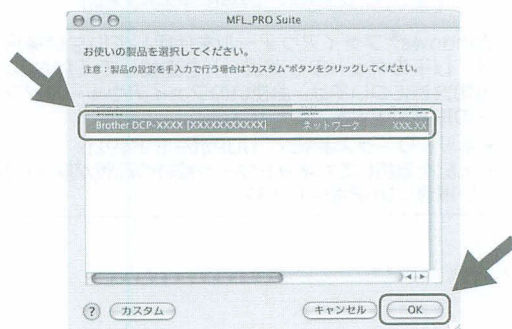 MFL_PRO Suite
お使いの製品を選択してください。
注意：製品の設定を手入力で行う場合は"カスタム"ボタンをクリックしてください。
Brother DCP-XXXX [XXXXXXXXXX] ネットワーク XXX.XX
? カスタム キャンセル OK